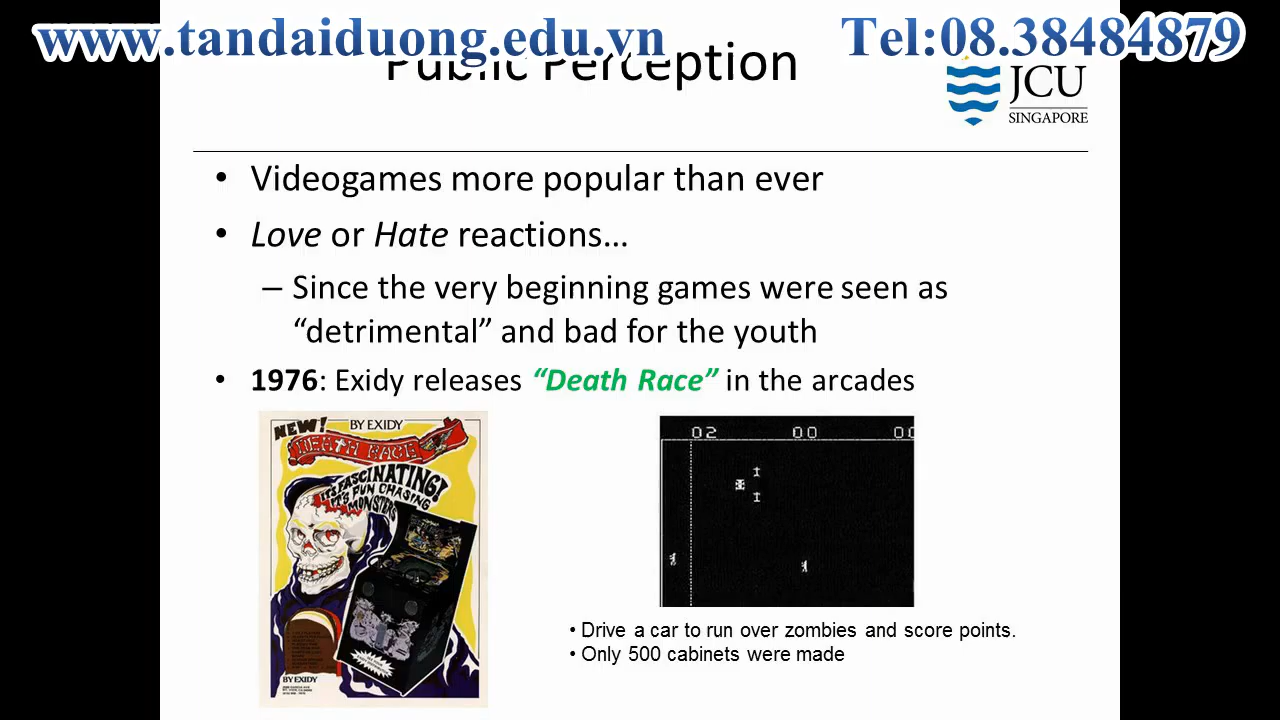 www.tandaiduong.edu.vn
Tel:08.38484879
Public Perception
JCU
SINGAPORE
• Videogames more popular than ever
• Love or Hate reactions…
– Since the very beginning games were seen as
“detrimental” and bad for the youth
• 1976: Exidy releases “Death Race” in the arcades
NEW! BY EXIDY
DEATH RACE
IT'S FASCINATING!
IT'S FUN CHASING
MONSTERS
BY EXIDY
02 00 00
• Drive a car to run over zombies and score points.
• Only 500 cabinets were made